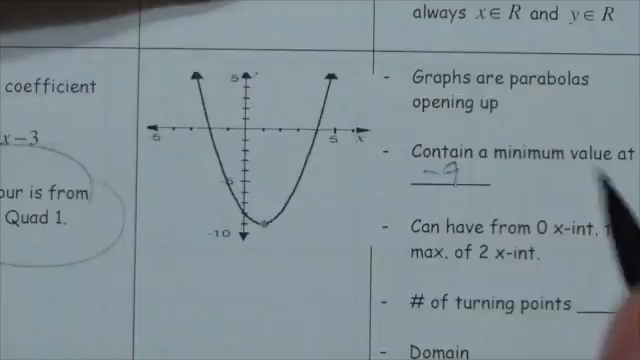 always x ∈ R and y ∈ R
coefficient
x – 3
our is from
Quad 1.
5
y
-5
5
x
-5
-10
- Graphs are parabolas
opening up
- Contain a minimum value at
-9
- Can have from 0 x-int.
max. of 2 x-int.
- # of turning points ____
- Domain